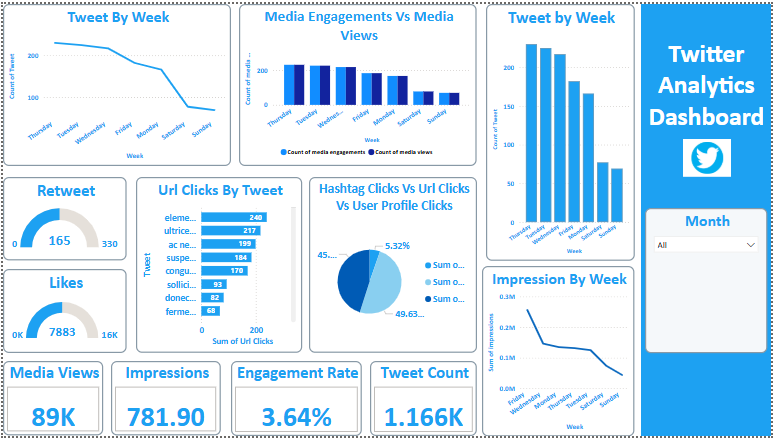 Tweet By Week
Count of Tweet
200
100
Thursday
Tuesday
Wednesday
Friday
Monday
Saturday
Sunday
Week
Media Engagements Vs Media
Views
Count of media ...
200
0
Thursday
Tuesday
Wednes...
Friday
Monday
Saturday
Sunday
Week
Count of media engagements
Count of media views
Tweet by Week
Count of Tweet
200
150
100
50
0
Thursday
Tuesday
Wednesday
Friday
Monday
Saturday
Sunday
Week
Twitter
Analytics
Dashboard
Month
All
Retweet
0
165
330
Likes
0K
7883
16K
Url Clicks By Tweet
Tweet
eleme...
240
ultrice...
217
ac ne...
199
suspe...
184
congu...
170
sollici...
93
donec...
82
ferme...
68
0
200
Sum of Url Clicks
Hashtag Clicks Vs Url Clicks
Vs User Profile Clicks
45....
5.32%
49.63...
Sum o...
Sum o...
Sum o...
Impression By Week
Sum of impressions
0.3M
0.2M
0.1M
0.0M
Friday
Wednesday
Monday
Thursday
Tuesday
Saturday
Sunday
Week
Media Views
89K
Impressions
781.90
Engagement Rate
3.64%
Tweet Count
1.166K